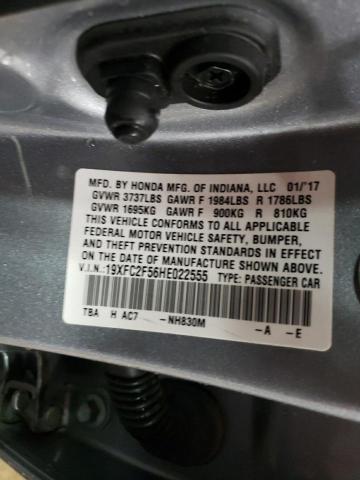 MFD. BY HONDA MFG. OF INDIANA, LLC 01/'17
GVWR 3737LBS GAWR F 1984LBS R 1786LBS
GVWR 1695KG GAWR F 900KG R 810KG
THIS VEHICLE CONFORMS TO ALL APPLICABLE
FEDERAL MOTOR VEHICLE SAFETY, BUMPER,
AND THEFT PREVENTION STANDARDS IN EFFECT
ON THE DATE OF MANUFACTURE SHOWN ABOVE.
V.I.N.:19XFC2F56HE022555 TYPE: PASSENGER CAR
TBA H AC7 -NH830M -A -E